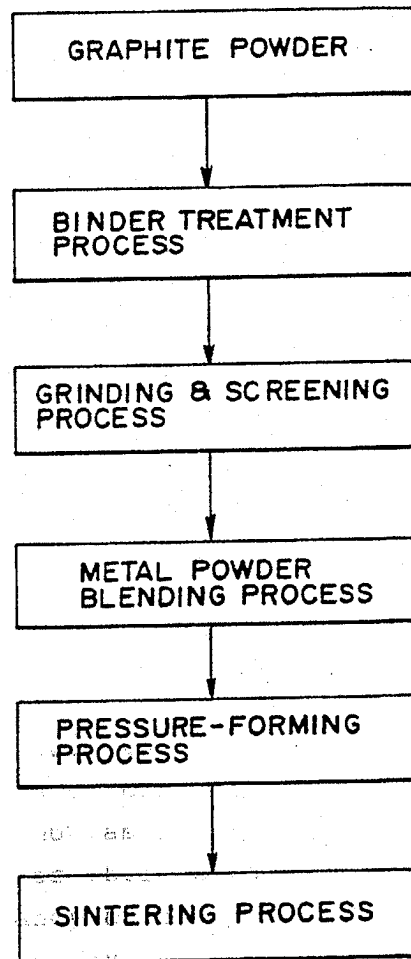 GRAPHITE POWDER
BINDER TREATMENT
PROCESS
GRINDING & SCREENING
PROCESS
METAL POWDER
BLENDING PROCESS
PRESSURE-FORMING
PROCESS
SINTERING PROCESS